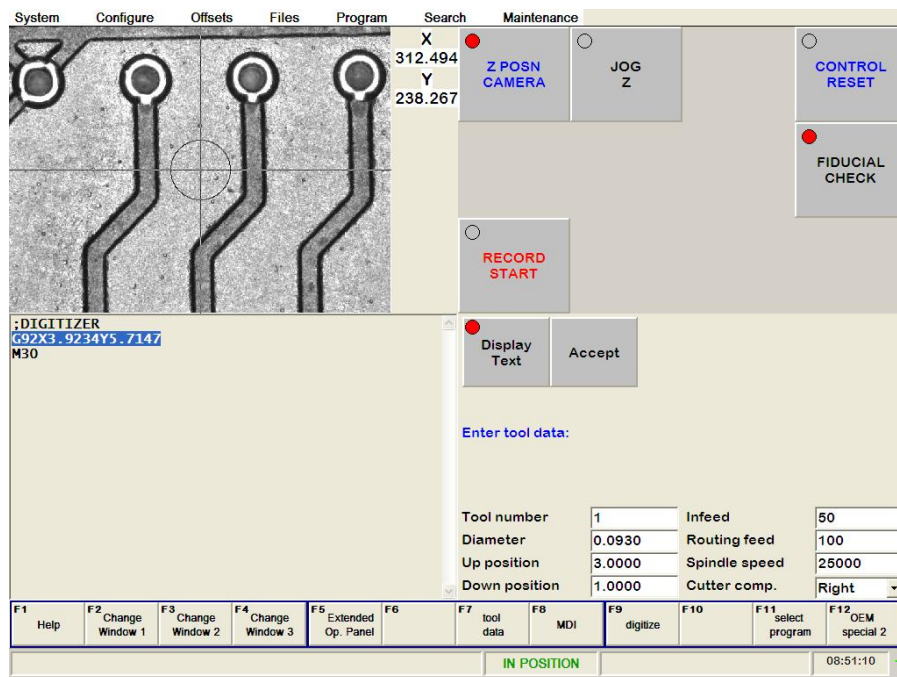 System Configure Offsets Files Program Search Maintenance
X
312.494
Y
238.267
Z POSN
CAMERA
JOG
Z
CONTROL
RESET
FIDUCIAL
CHECK
RECORD
START
;DIGITIZER
G92X3.9234Y5.7147
M30
Display
Text
Accept
Enter tool data:
Tool number 1 Infeed 50
Diameter 0.0930 Routing feed 100
Up position 3.0000 Spindle speed 25000
Down position 1.0000 Cutter comp. Right
F1 Help
F2 Change
Window 1
F3 Change
Window 2
F4 Change
Window 3
F5 Extended
Op. Panel
F6
F7 tool
data
F8 MDI
F9 digitize
F10
F11 select
program
F12 OEM
special 2
IN POSITION 08:51:10